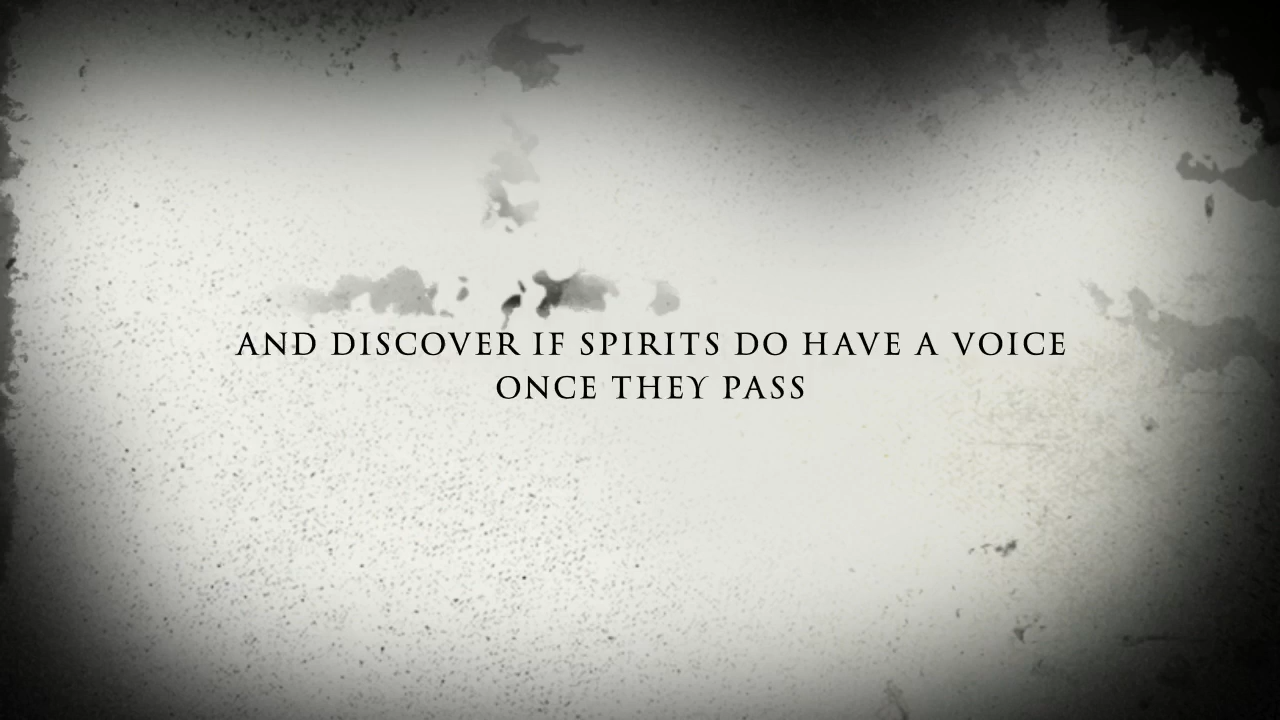 AND DISCOVER IF SPIRITS DO HAVE A VOICE
ONCE THEY PASS